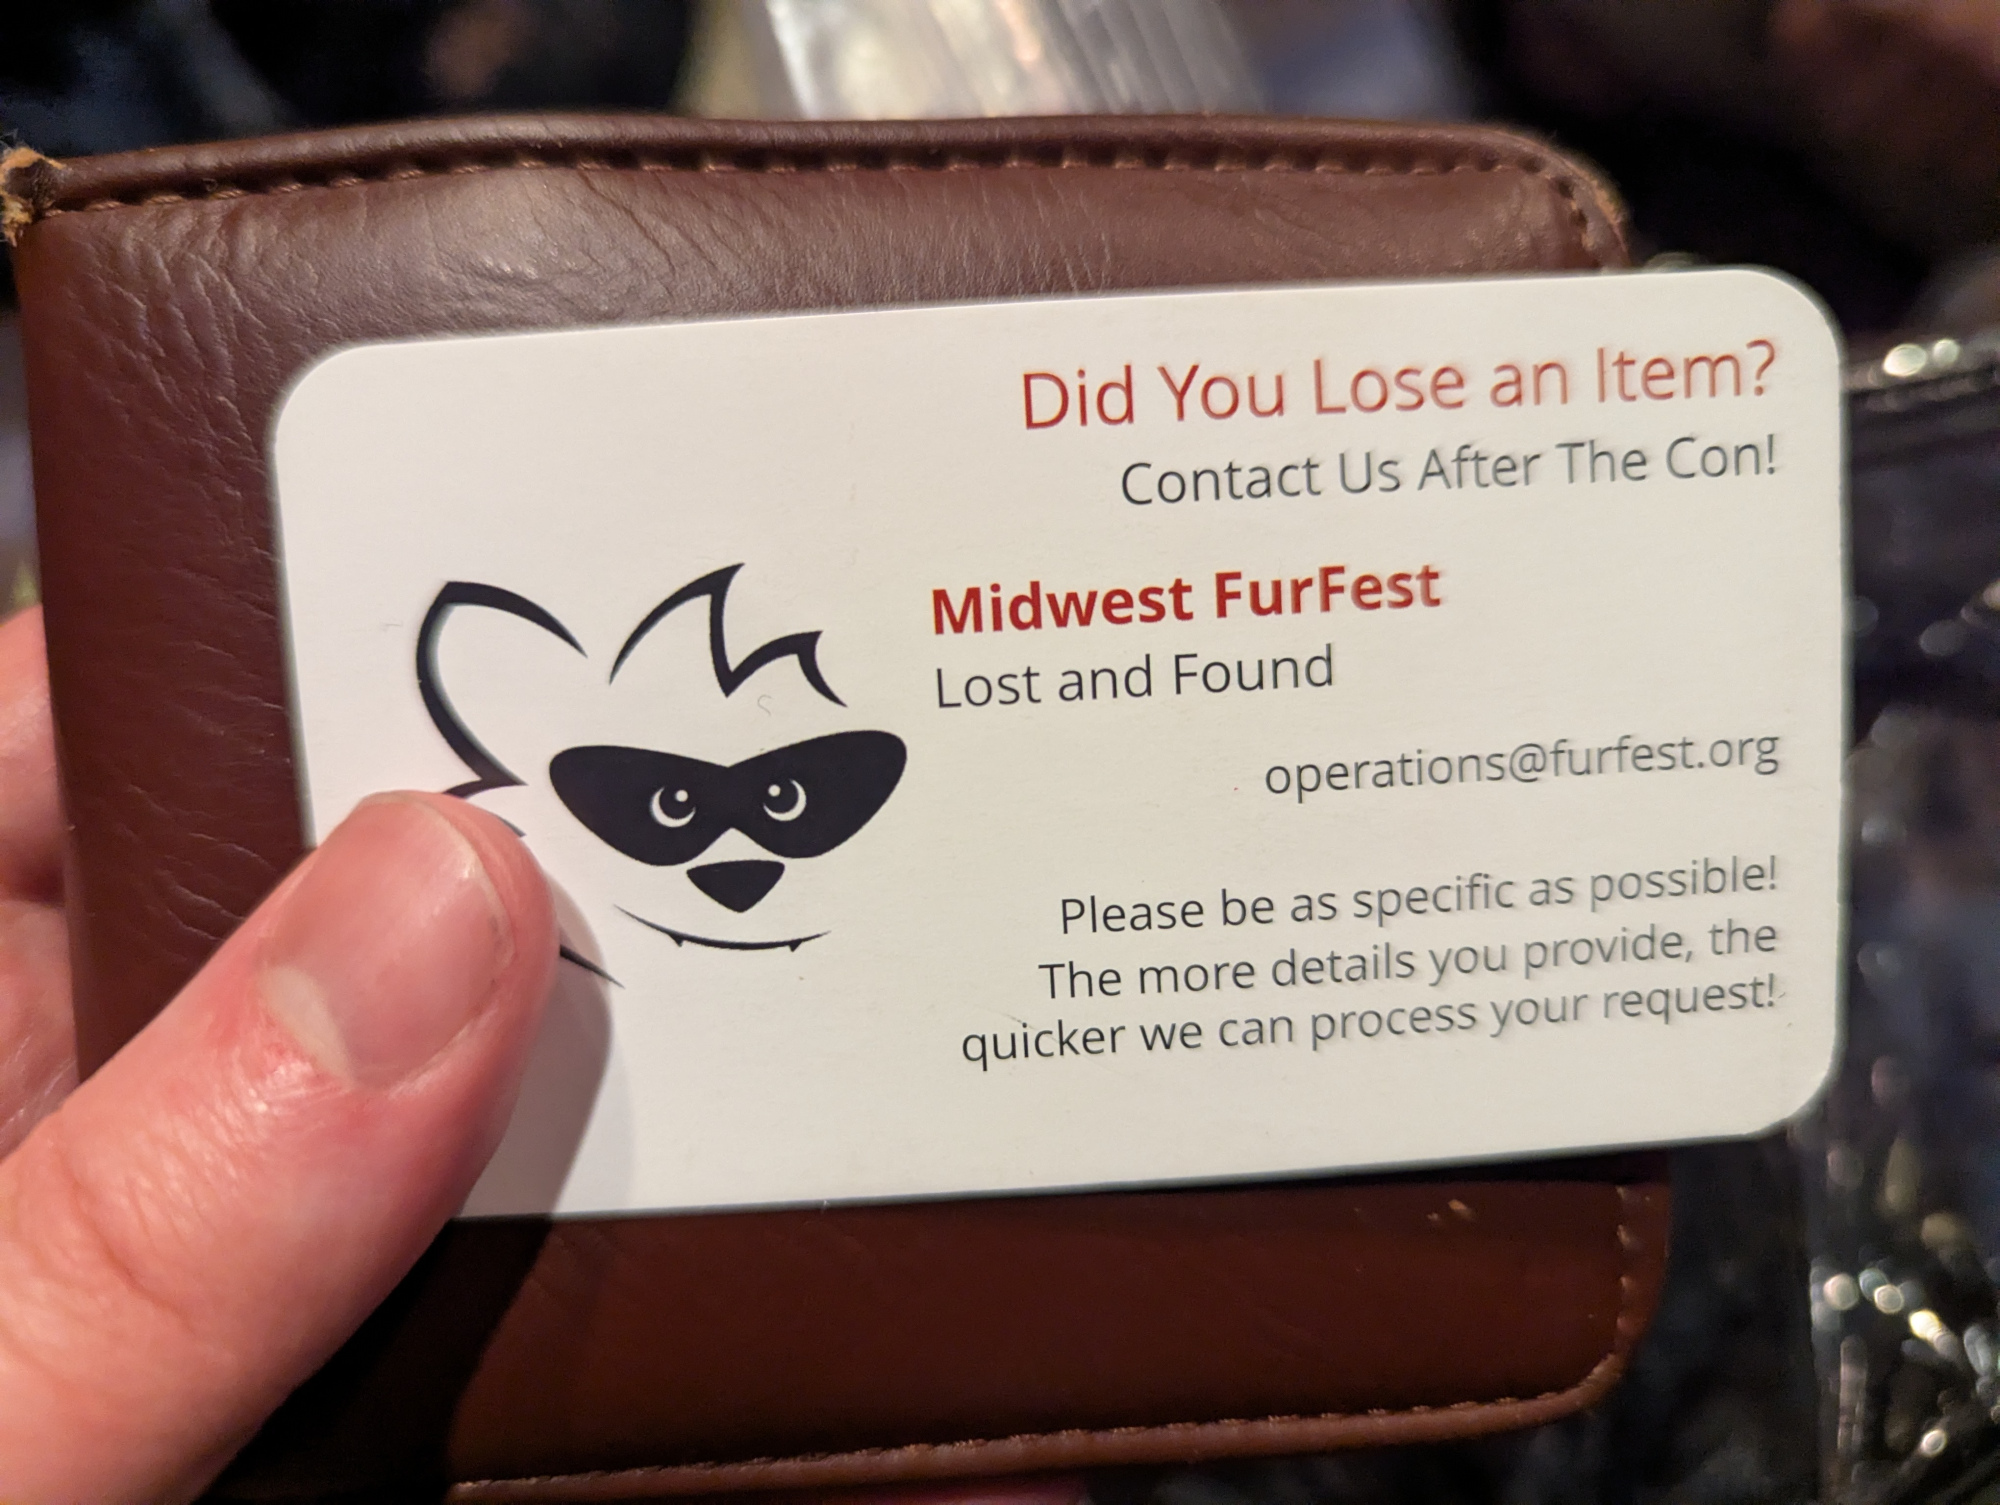 Did You Lose an Item?
Contact Us After The Con!
Midwest FurFest
Lost and Found
operations@furfest.org
Please be as specific as possible!
The more details you provide, the
quicker we can process your request!